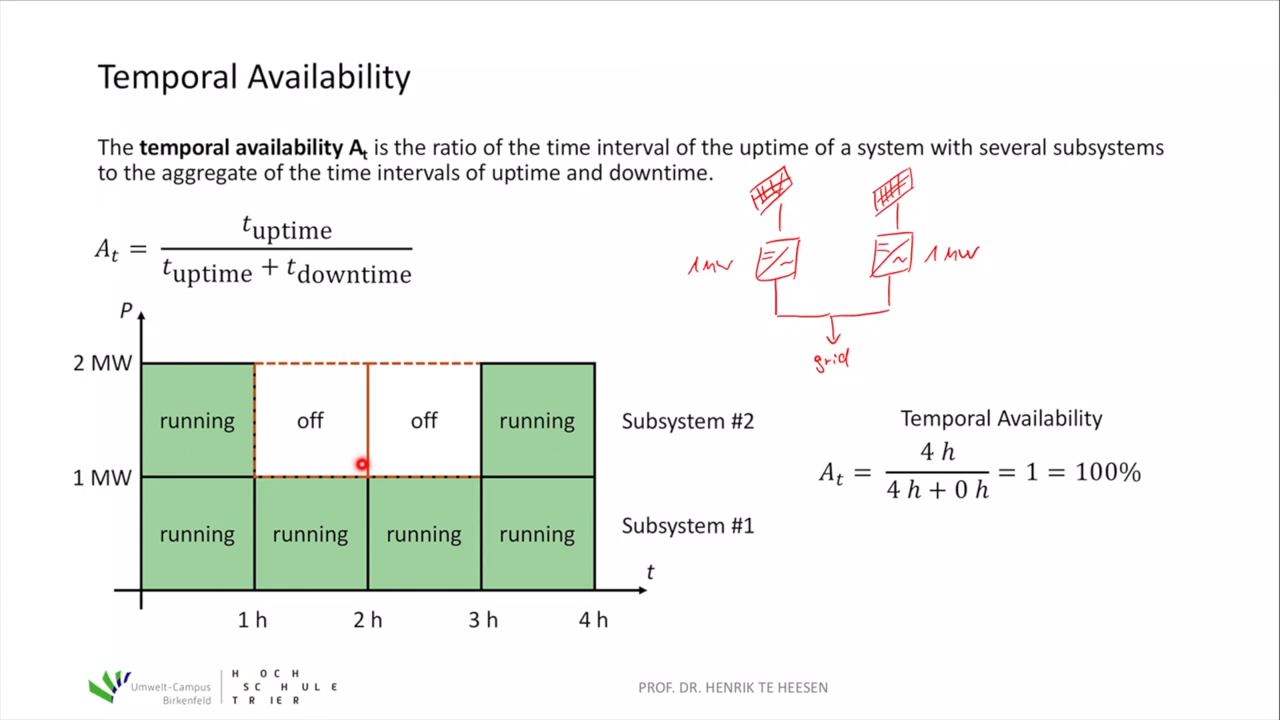 Temporal Availability
The temporal availability Aₜ is the ratio of the time interval of the uptime of a system with several subsystems
to the aggregate of the time intervals of uptime and downtime.
Aₜ = t_uptime / (t_uptime + t_downtime)
1 MW
1 MW
grid
P
2 MW
running
off
off
running
Subsystem #2
1 MW
running
running
running
running
Subsystem #1
t
1 h
2 h
3 h
4 h
Temporal Availability
Aₜ = 4 h / (4 h + 0 h) = 1 = 100%
Umwelt-Campus
Birkenfeld
H O C H
S C H U L E
T R I E R
PROF. DR. HENRIK TE HEESEN